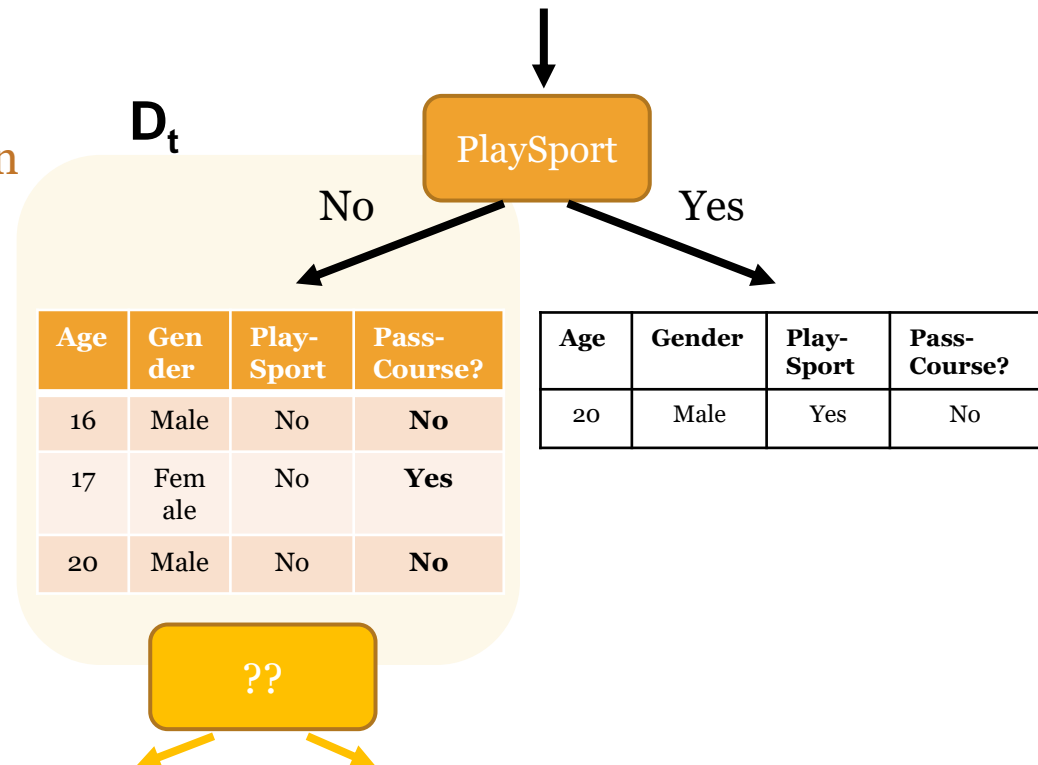 D_t
n
PlaySport
No
Yes
Age Gen Play- Pass-
der Sport Course?
16 Male No No
17 Fem No Yes
ale
20 Male No No
Age Gender Play- Pass-
Sport Course?
20 Male Yes No
??